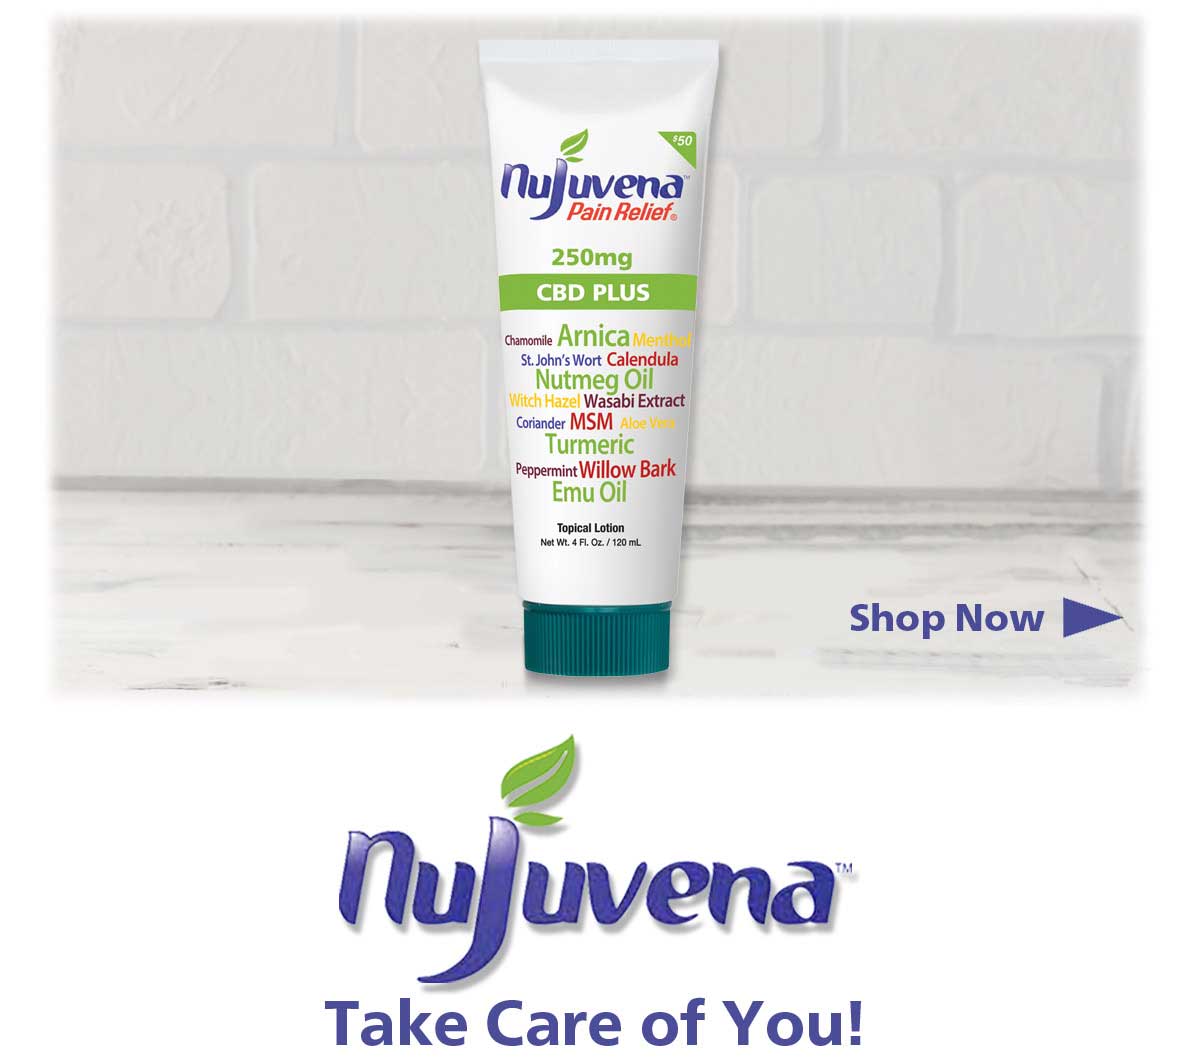 $50
NuJuvena™
Pain Relief®
250mg
CBD PLUS
Chamomile Arnica Menthol
St. John's Wort Calendula
Nutmeg Oil
Witch Hazel Wasabi Extract
Coriander MSM Aloe Vera
Turmeric
Peppermint Willow Bark
Emu Oil
Topical Lotion
Net Wt. 4 Fl. Oz. / 120 mL
Shop Now
NuJuvena™
Take Care of You!